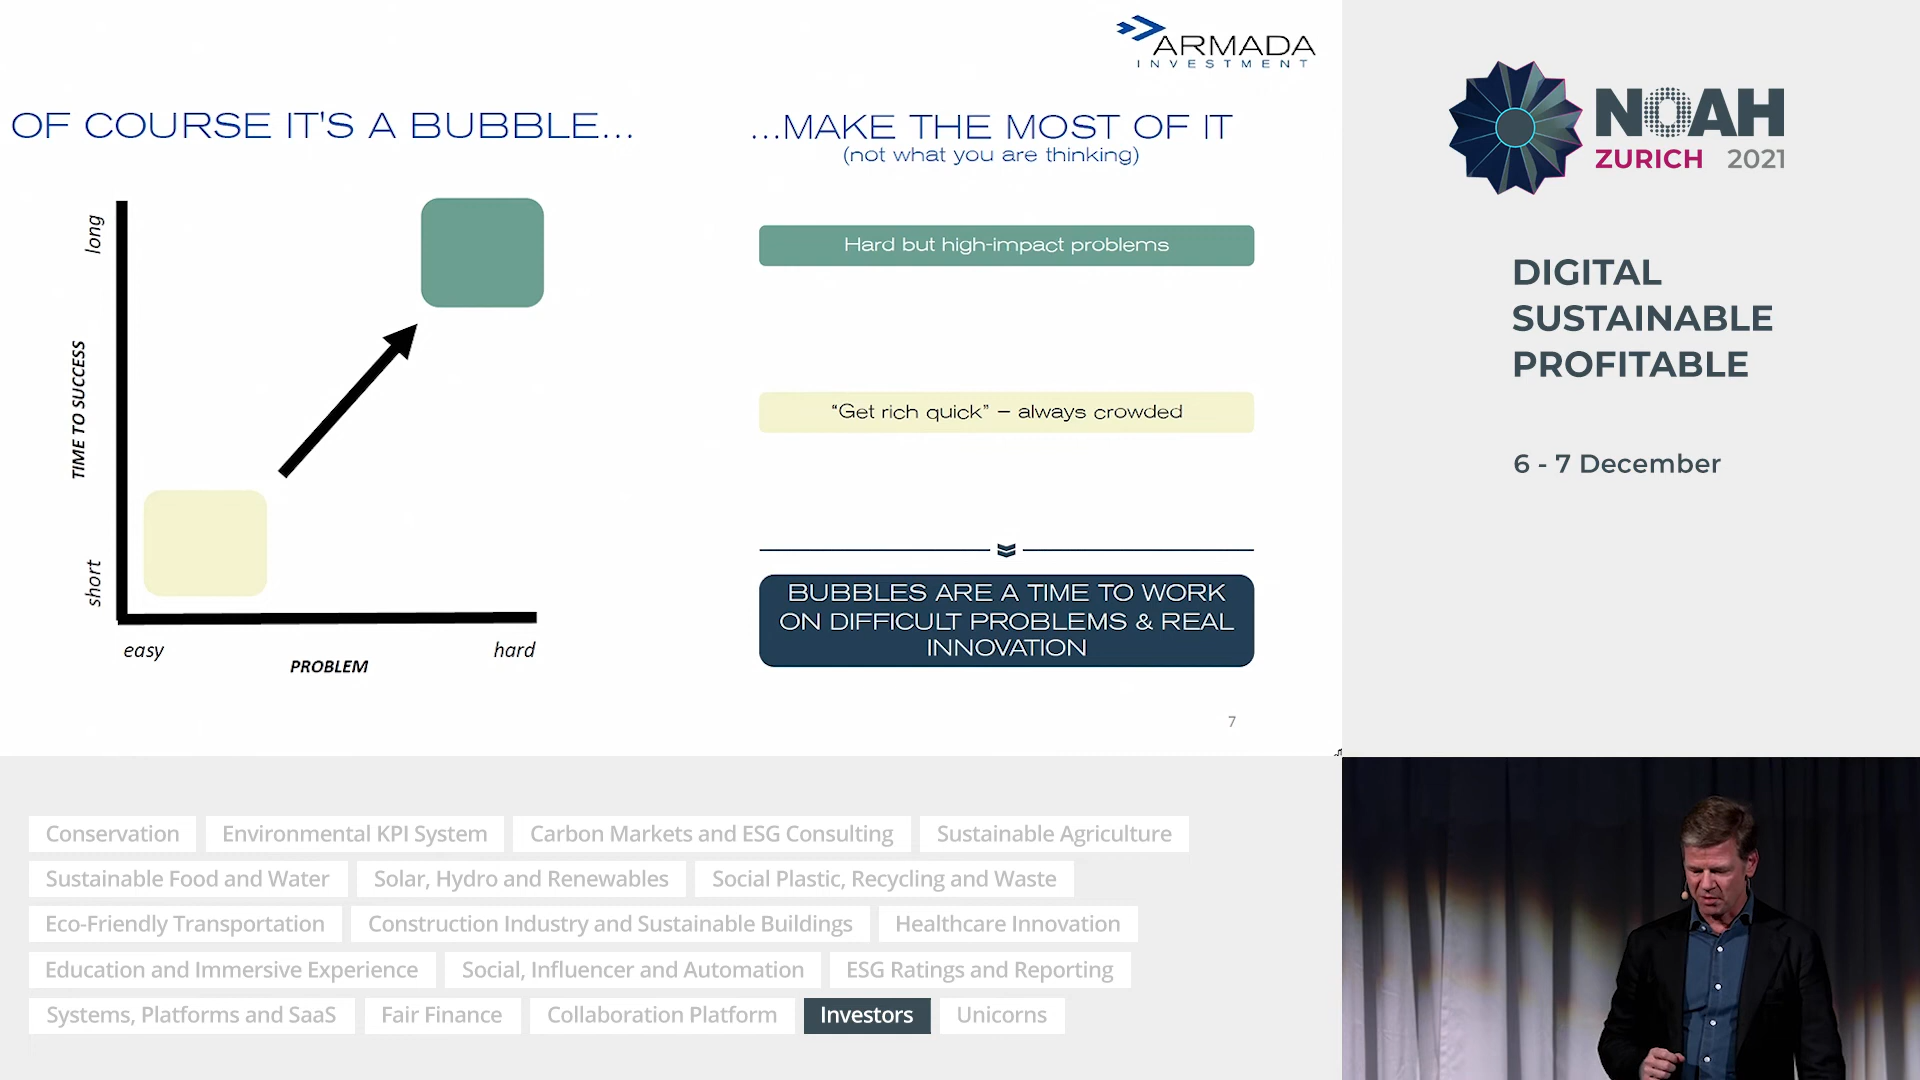 ARMADA
INVESTMENT
OF COURSE IT'S A BUBBLE...
...MAKE THE MOST OF IT
(not what you are thinking)
long
TIME TO SUCCESS
short
easy
PROBLEM
hard
Hard but high-impact problems
“Get rich quick” – always crowded
BUBBLES ARE A TIME TO WORK
ON DIFFICULT PROBLEMS & REAL
INNOVATION
7
NOAH
ZURICH 2021
DIGITAL
SUSTAINABLE
PROFITABLE
6 - 7 December
Conservation
Environmental KPI System
Carbon Markets and ESG Consulting
Sustainable Agriculture
Sustainable Food and Water
Solar, Hydro and Renewables
Social Plastic, Recycling and Waste
Eco-Friendly Transportation
Construction Industry and Sustainable Buildings
Healthcare Innovation
Education and Immersive Experience
Social, Influencer and Automation
ESG Ratings and Reporting
Systems, Platforms and SaaS
Fair Finance
Collaboration Platform
Investors
Unicorns